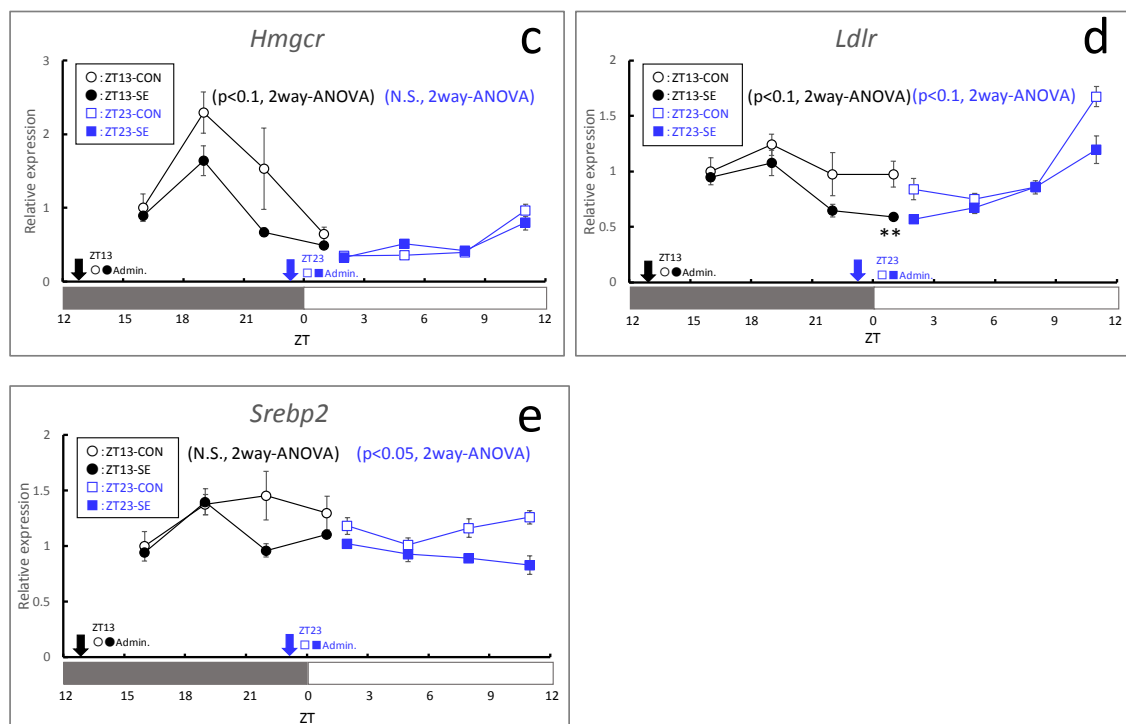 Hmgcr
c
3
2
1
0
Relative expression
○: ZT13-CON
●: ZT13-SE
□: ZT23-CON
■: ZT23-SE
(p<0.1, 2way-ANOVA) (N.S., 2way-ANOVA)
ZT13
○●Admin.
ZT23
□■Admin.
12 15 18 21 0 3 6 9 12
ZT
Ldlr
d
2
1.5
1
0.5
0
Relative expression
○: ZT13-CON
●: ZT13-SE
□: ZT23-CON
■: ZT23-SE
(p<0.1, 2way-ANOVA)(p<0.1, 2way-ANOVA)
**
ZT13
○●Admin.
ZT23
□■Admin.
12 15 18 21 0 3 6 9 12
ZT
Srebp2
e
2
1.5
1
0.5
0
Relative expression
○: ZT13-CON
●: ZT13-SE
□: ZT23-CON
■: ZT23-SE
(N.S., 2way-ANOVA) (p<0.05, 2way-ANOVA)
ZT13
○●Admin.
ZT23
□■Admin.
12 15 18 21 0 3 6 9 12
ZT